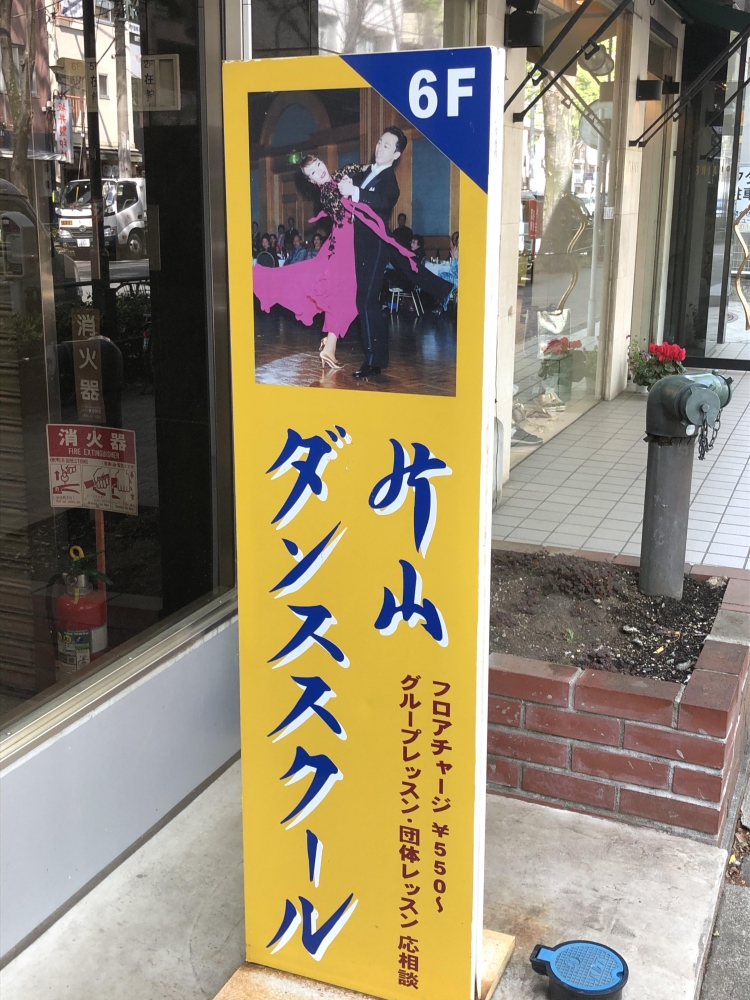 6F
片山
ダンススクール
フロアチャージ ¥550～
グループレッスン・団体レッスン 応相談
消火器
消火器
FIRE EXTINGUISHER